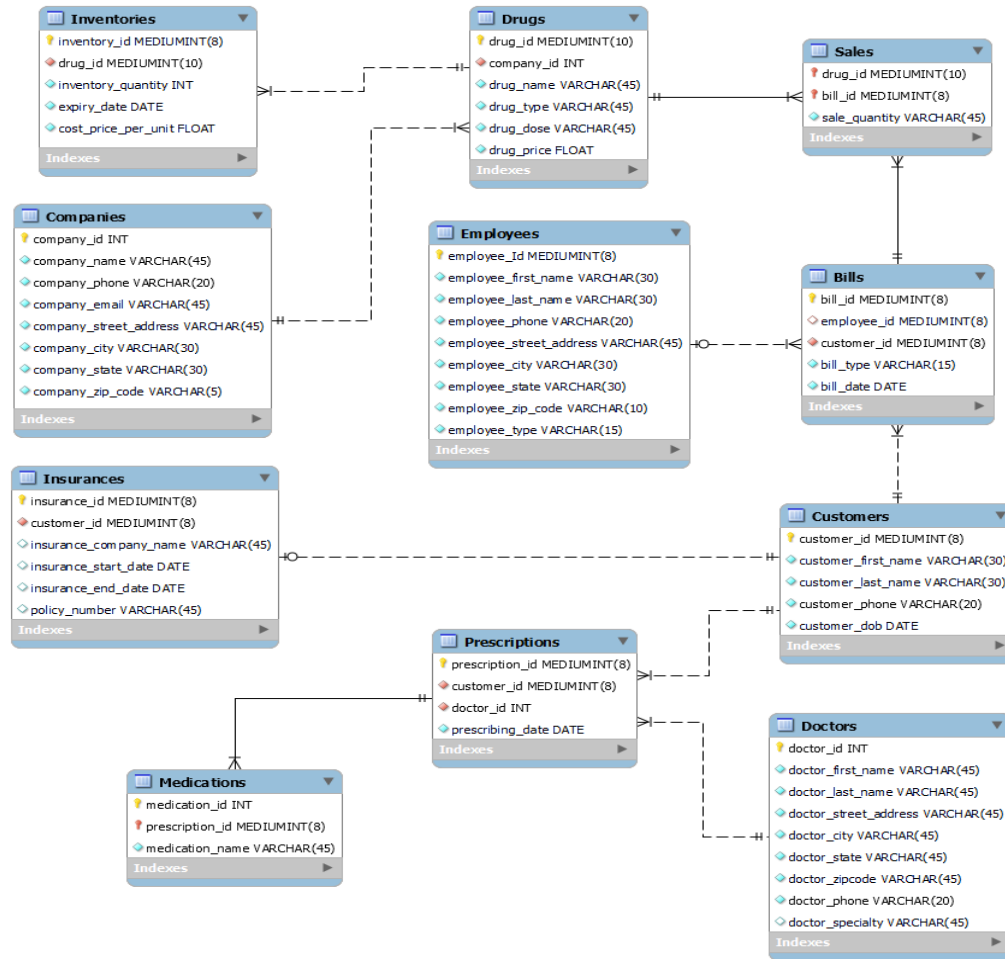 Inventories
inventory_id MEDIUMINT(8)
drug_id MEDIUMINT(10)
inventory_quantity INT
expiry_date DATE
cost_price_per_unit FLOAT
Indexes
Drugs
drug_id MEDIUMINT(10)
company_id INT
drug_name VARCHAR(45)
drug_type VARCHAR(45)
drug_dose VARCHAR(45)
drug_price FLOAT
Indexes
Sales
drug_id MEDIUMINT(10)
bill_id MEDIUMINT(8)
sale_quantity VARCHAR(45)
Indexes
Companies
company_id INT
company_name VARCHAR(45)
company_phone VARCHAR(20)
company_email VARCHAR(45)
company_street_address VARCHAR(45)
company_city VARCHAR(30)
company_state VARCHAR(30)
company_zip_code VARCHAR(5)
Indexes
Employees
employee_Id MEDIUMINT(8)
employee_first_name VARCHAR(30)
employee_last_name VARCHAR(30)
employee_phone VARCHAR(20)
employee_street_address VARCHAR(45)
employee_city VARCHAR(30)
employee_state VARCHAR(30)
employee_zip_code VARCHAR(10)
employee_type VARCHAR(15)
Indexes
Bills
bill_id MEDIUMINT(8)
employee_id MEDIUMINT(8)
customer_id MEDIUMINT(8)
bill_type VARCHAR(15)
bill_date DATE
Indexes
Insurances
insurance_id MEDIUMINT(8)
customer_id MEDIUMINT(8)
insurance_company_name VARCHAR(45)
insurance_start_date DATE
insurance_end_date DATE
policy_number VARCHAR(45)
Indexes
Customers
customer_id MEDIUMINT(8)
customer_first_name VARCHAR(30)
customer_last_name VARCHAR(30)
customer_phone VARCHAR(20)
customer_dob DATE
Indexes
Prescriptions
prescription_id MEDIUMINT(8)
customer_id MEDIUMINT(8)
doctor_id INT
prescribing_date DATE
Indexes
Medications
medication_id INT
prescription_id MEDIUMINT(8)
medication_name VARCHAR(45)
Indexes
Doctors
doctor_id INT
doctor_first_name VARCHAR(45)
doctor_last_name VARCHAR(45)
doctor_street_address VARCHAR(45)
doctor_city VARCHAR(45)
doctor_state VARCHAR(45)
doctor_zipcode VARCHAR(45)
doctor_phone VARCHAR(20)
doctor_specialty VARCHAR(45)
Indexes